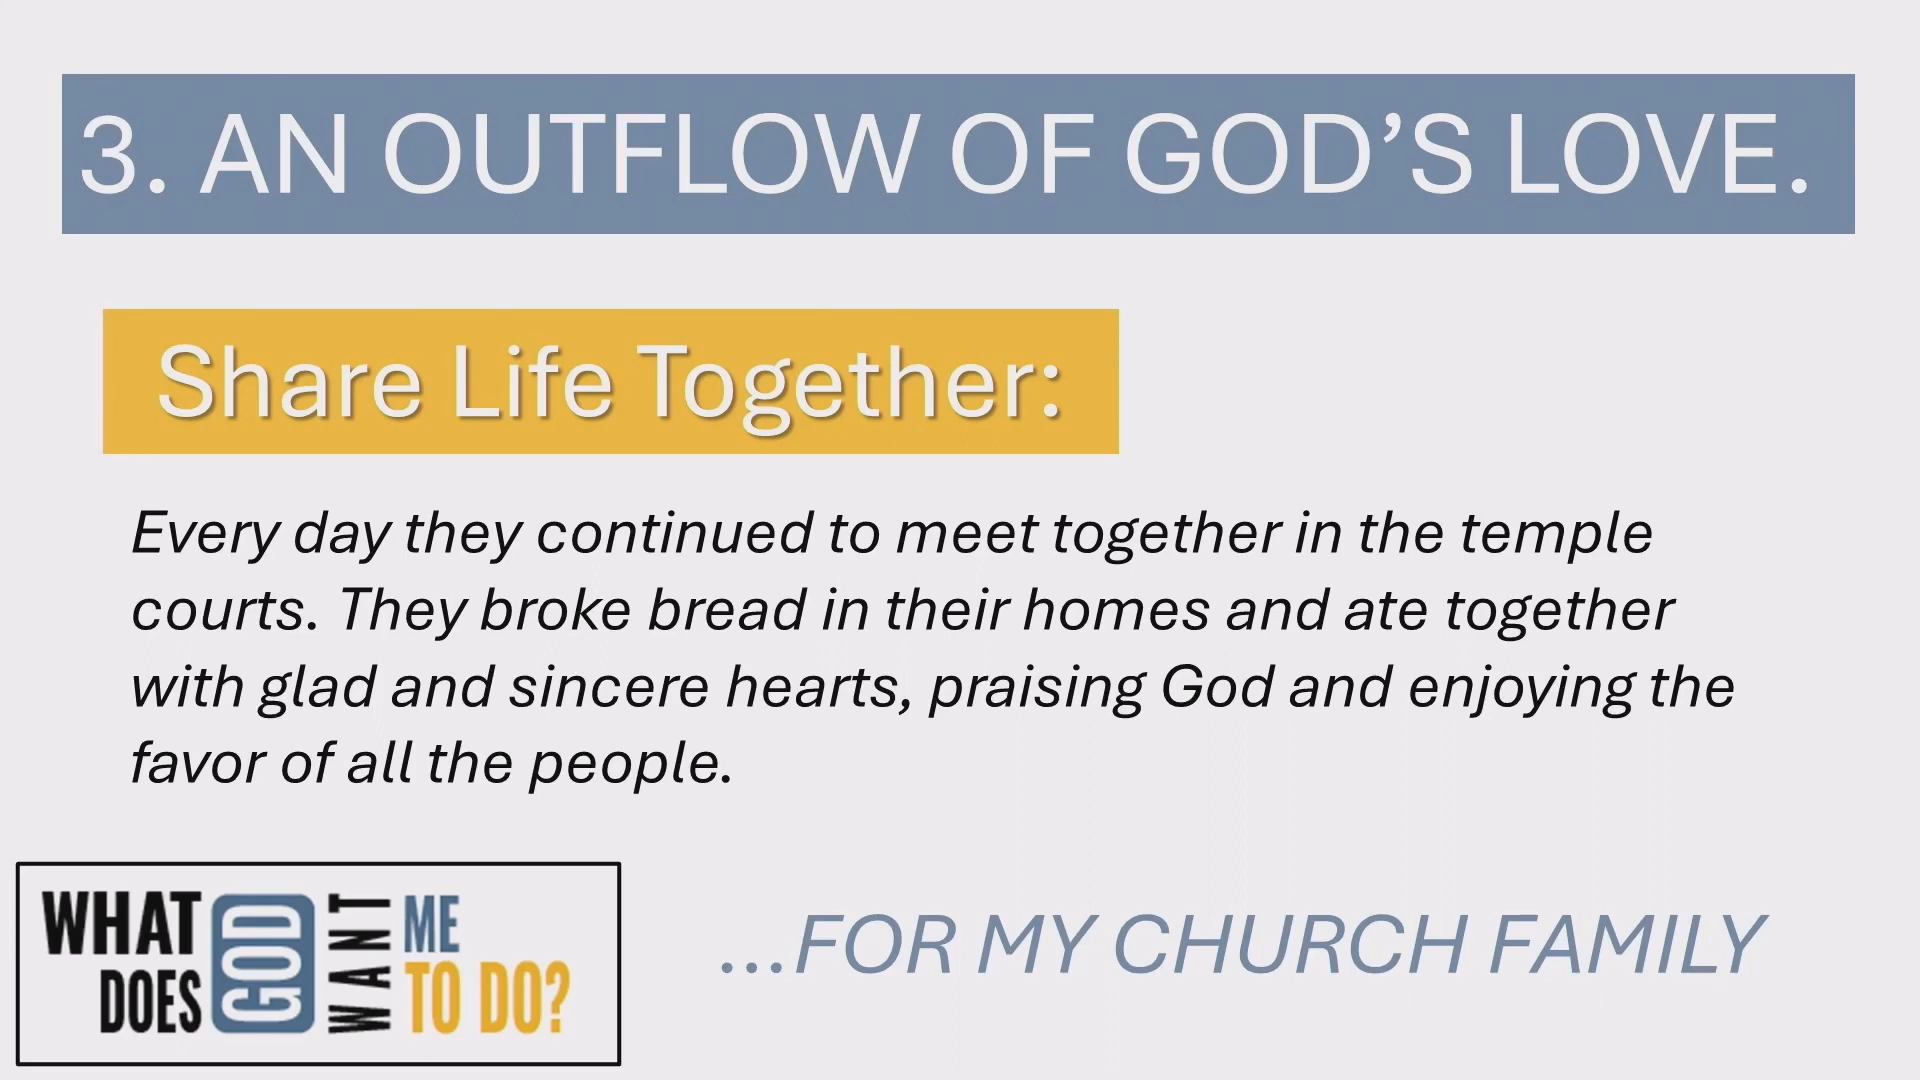 3. AN OUTFLOW OF GOD’S LOVE.
Share Life Together:
Every day they continued to meet together in the temple
courts. They broke bread in their homes and ate together
with glad and sincere hearts, praising God and enjoying the
favor of all the people.
WHAT DOES GOD WANT ME TO DO?
...FOR MY CHURCH FAMILY